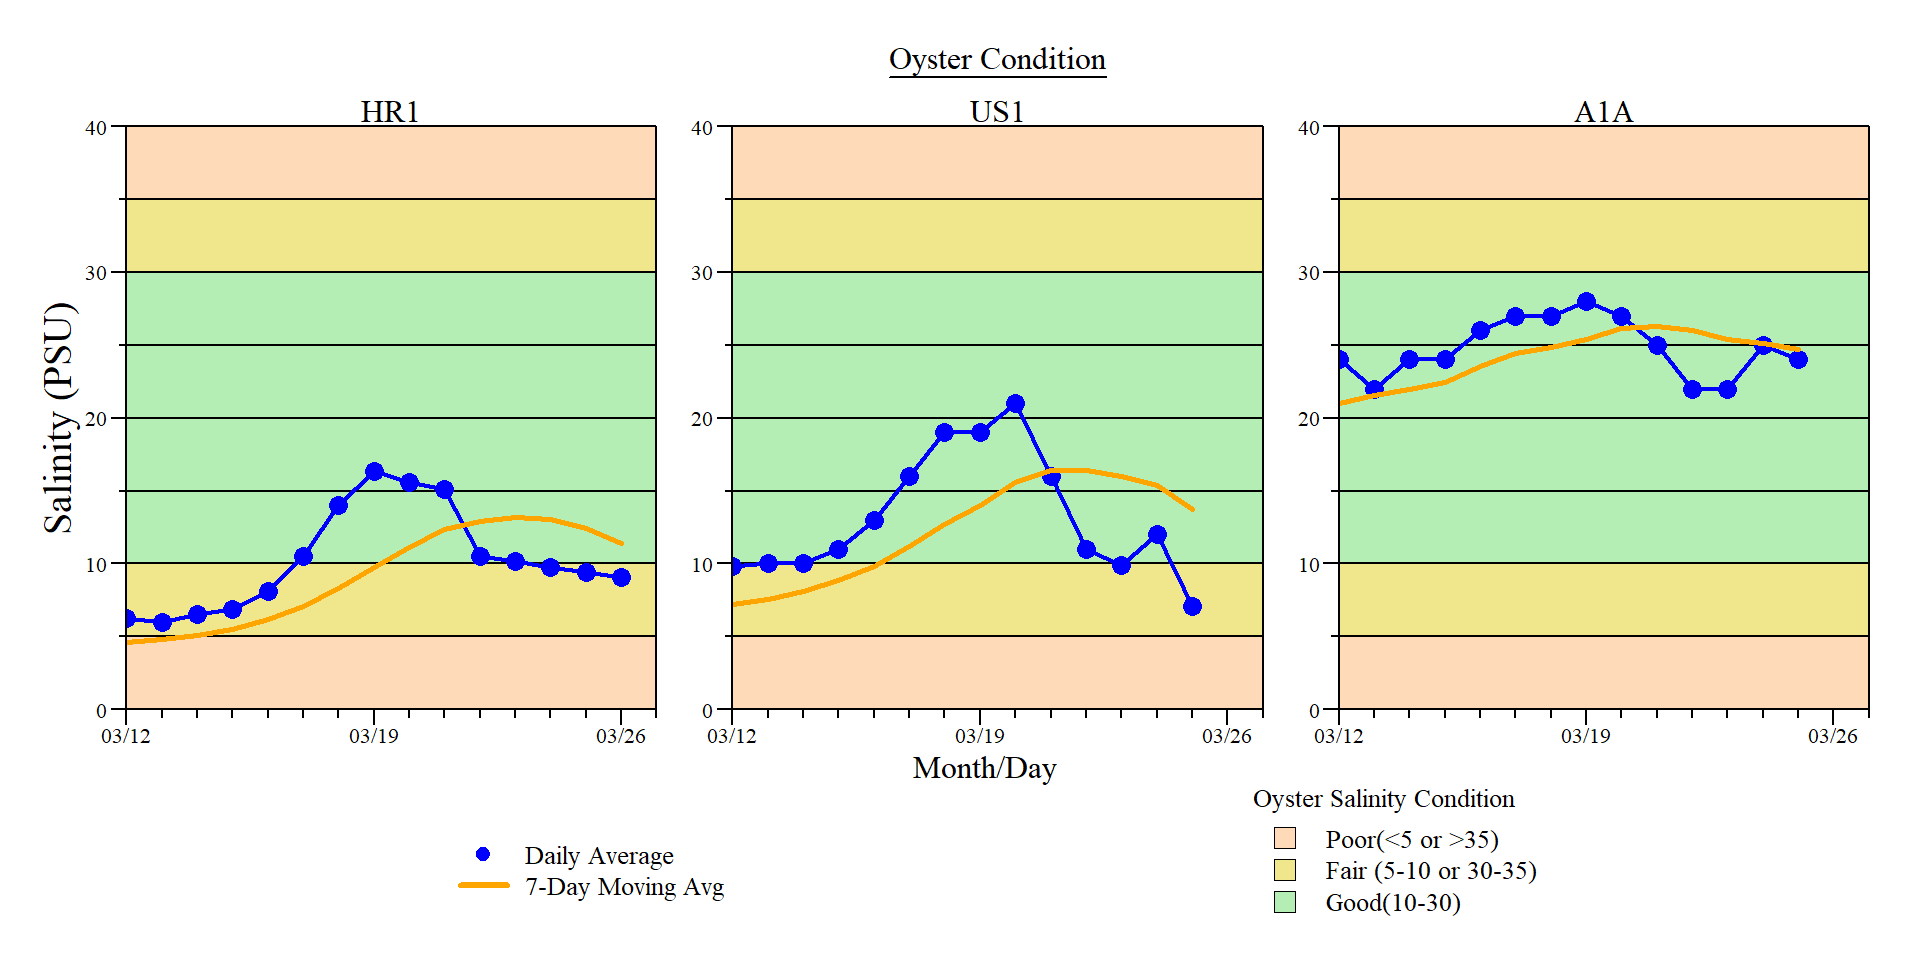 Oyster Condition
HR1
US1
A1A
40
30
20
10
0
40
30
20
10
0
40
30
20
10
0
Salinity (PSU)
03/12
03/19
03/26
03/12
03/19
03/26
03/12
03/19
03/26
Month/Day
Daily Average
7-Day Moving Avg
Oyster Salinity Condition
Poor(<5 or >35)
Fair (5-10 or 30-35)
Good(10-30)